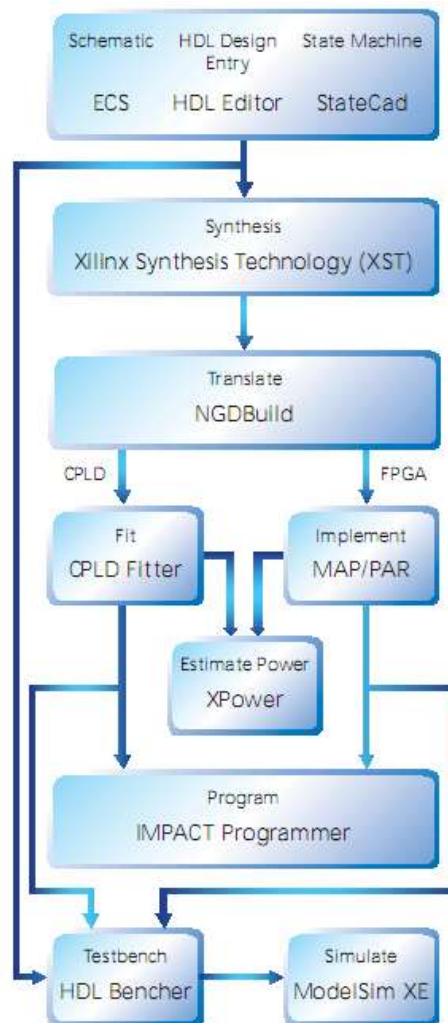 Schematic
HDL Design
Entry
State Machine
ECS
HDL Editor
StateCad
Synthesis
Xilinx Synthesis Technology (XST)
Translate
NGDBuild
CPLD
FPGA
Fit
CPLD Fitter
Implement
MAP/PAR
Estimate Power
XPower
Program
IMPACT Programmer
Testbench
HDL Bencher
Simulate
ModelSim XE